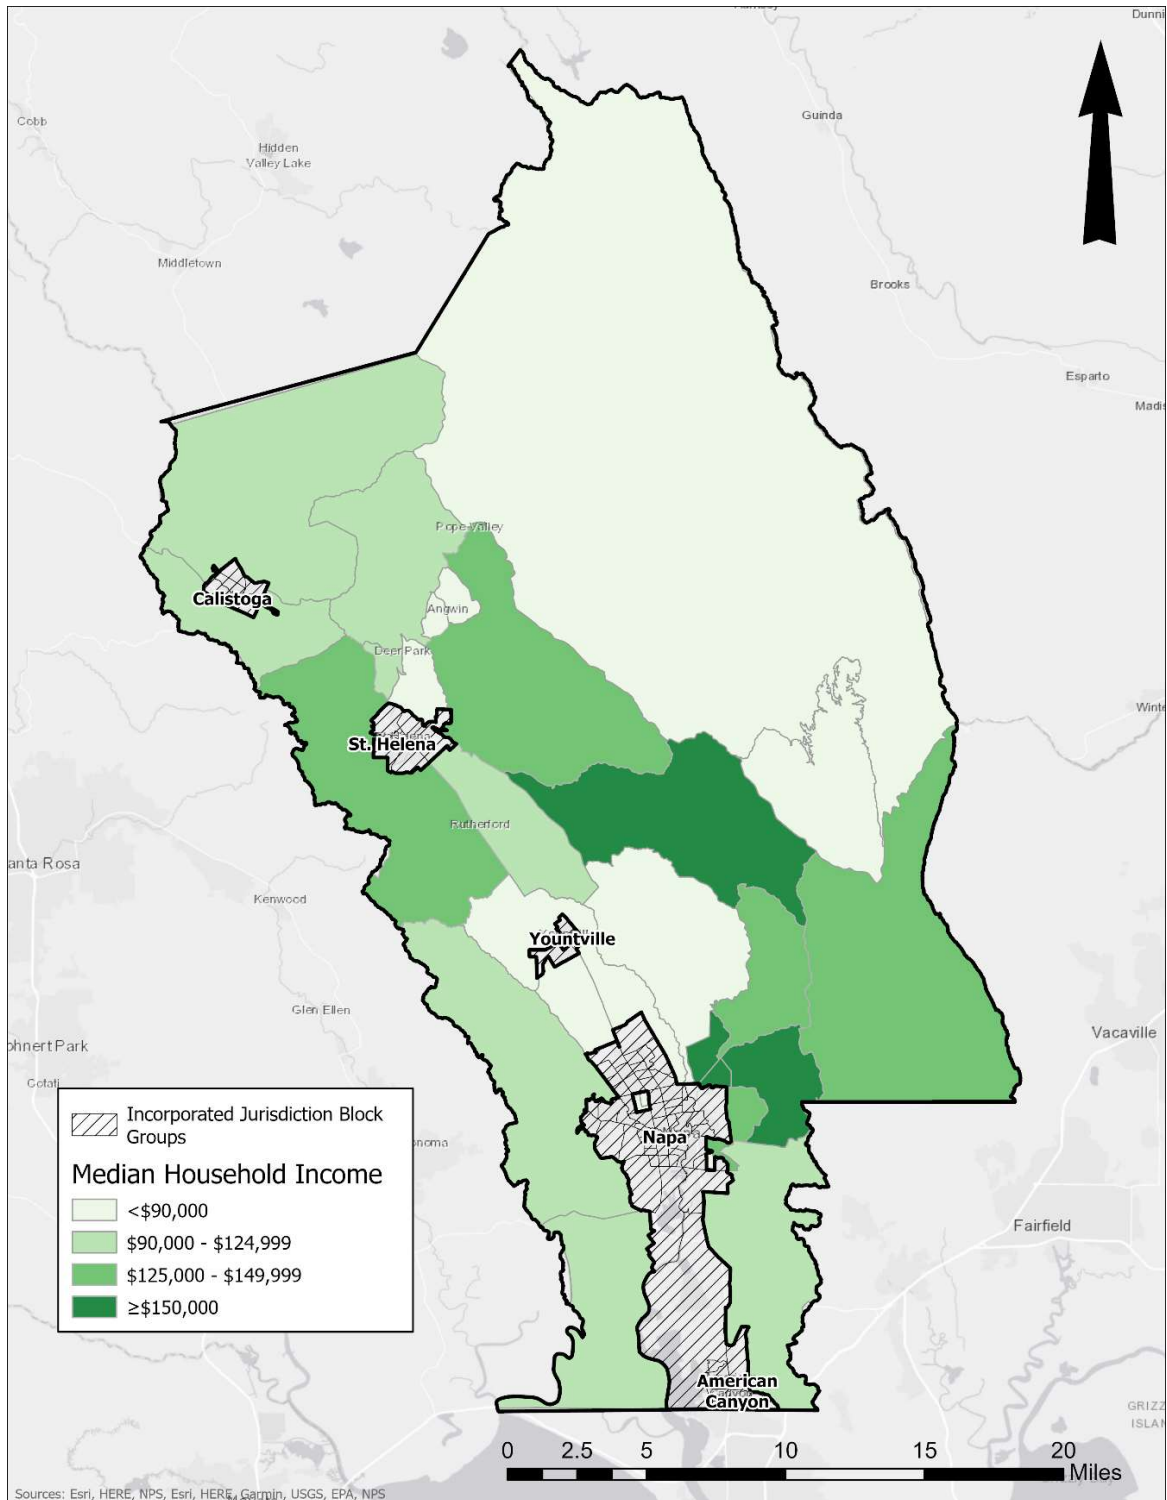 Dunni
Guinda
Cobb
Hidden
Valley Lake
Middletown
Brooks
Esparto
Madis
Pope Valley
Calistoga
Angwin
Deer Park
Winte
St. Helena
Rutherford
anta Rosa
Kenwood
Yountville
Glen Ellen
Vacaville
ohnert Park
Cotati
Incorporated Jurisdiction Block
Groups
onoma
Napa
Median Household Income
<$90,000
$90,000 - $124,999
$125,000 - $149,999
≥$150,000
Fairfield
American
Canyon
GRIZZ
ISLAN
0 2.5 5 10 15 20
Miles
Sources: Esri, HERE, NPS, Esri, HERE, Garmin, USGS, EPA, NPS